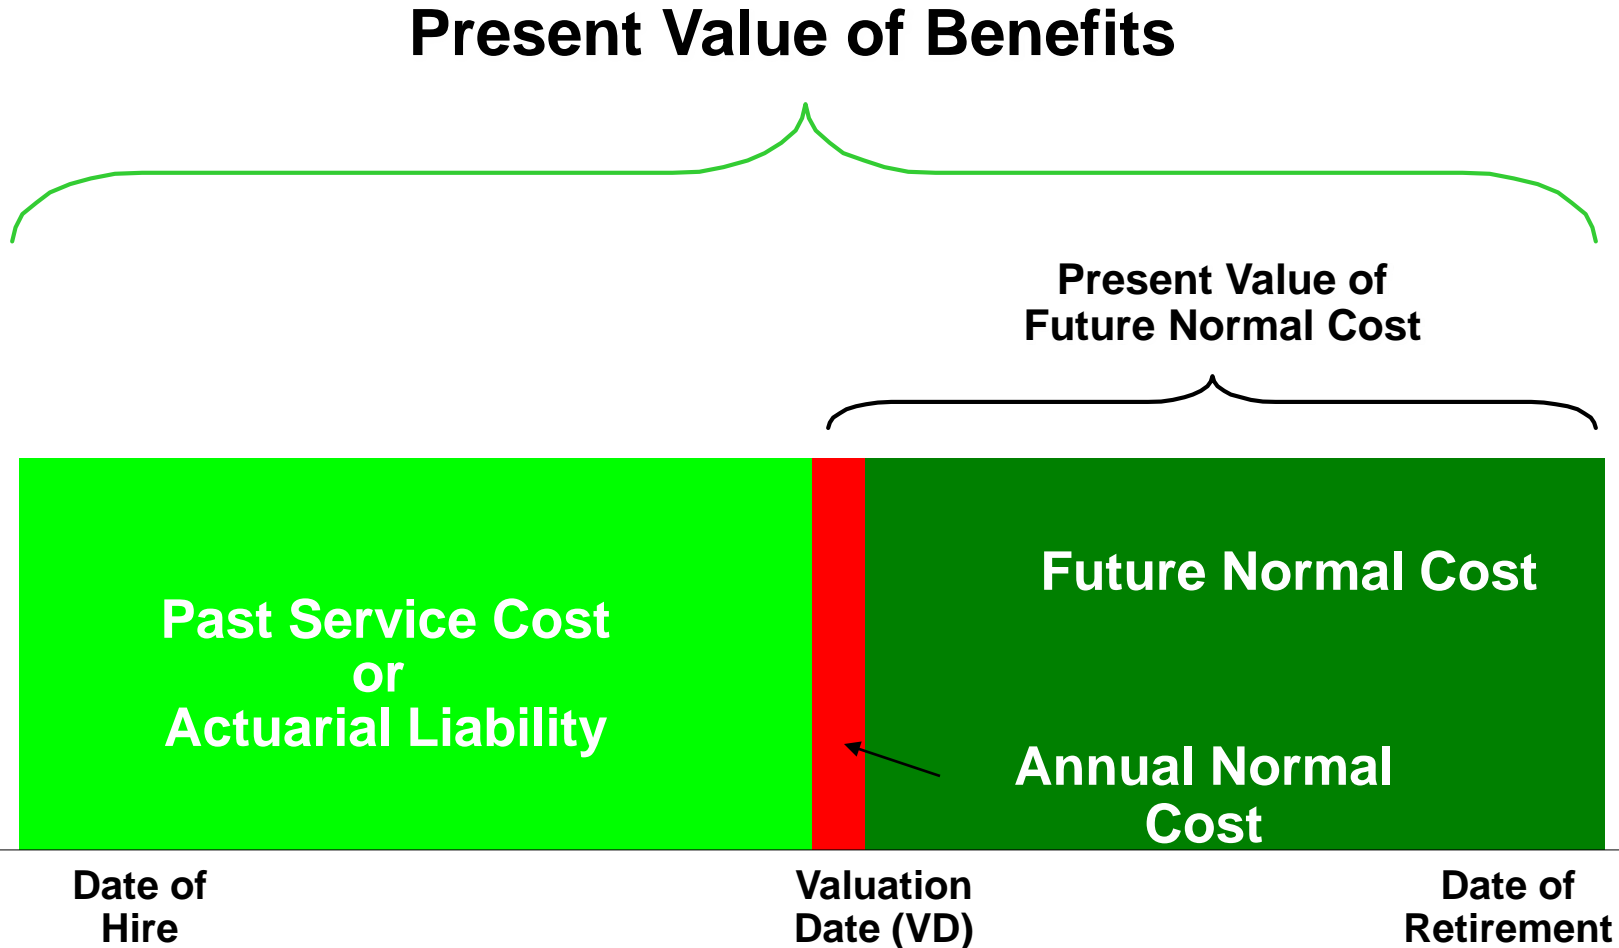 Present Value of Benefits
Present Value of
Future Normal Cost
Past Service Cost
or
Actuarial Liability
Future Normal Cost
Annual Normal
Cost
Date of
Hire
Valuation
Date (VD)
Date of
Retirement